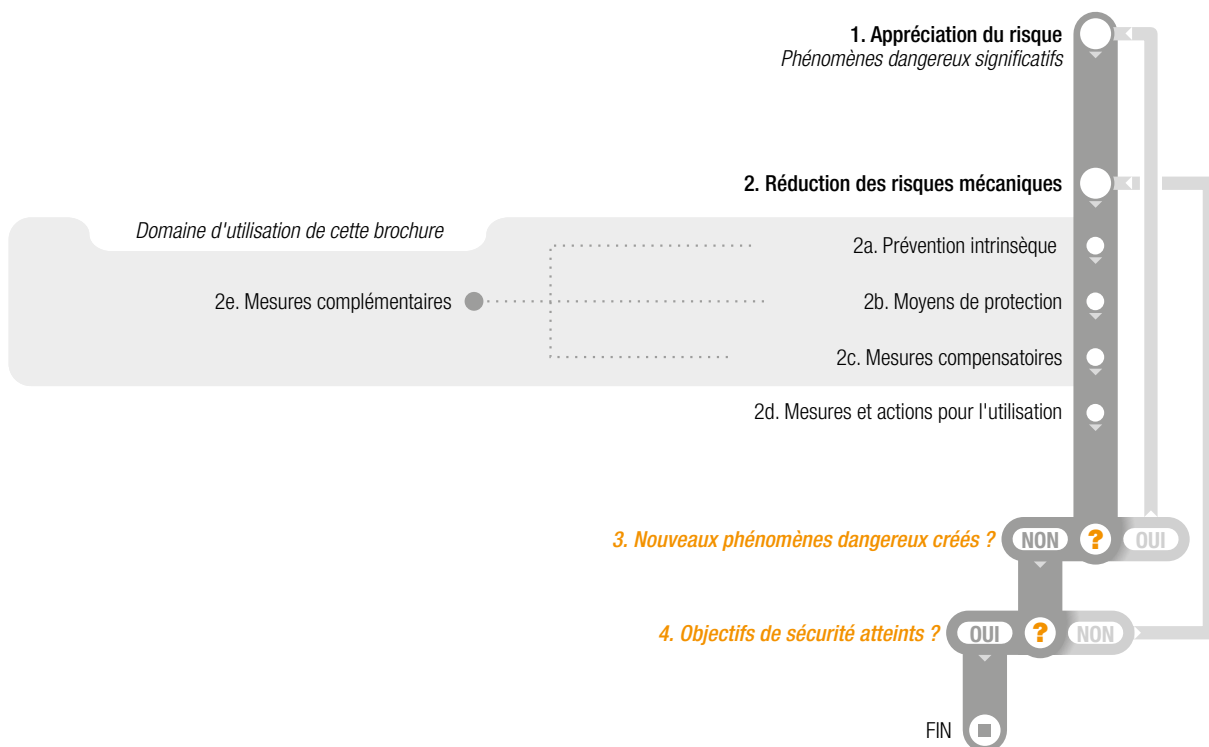 1. Appréciation du risque
Phénomènes dangereux significatifs
2. Réduction des risques mécaniques
Domaine d'utilisation de cette brochure
2a. Prévention intrinsèque
2e. Mesures complémentaires
2b. Moyens de protection
2c. Mesures compensatoires
2d. Mesures et actions pour l'utilisation
3. Nouveaux phénomènes dangereux créés ? NON ? OUI
4. Objectifs de sécurité atteints ? OUI ? NON
FIN